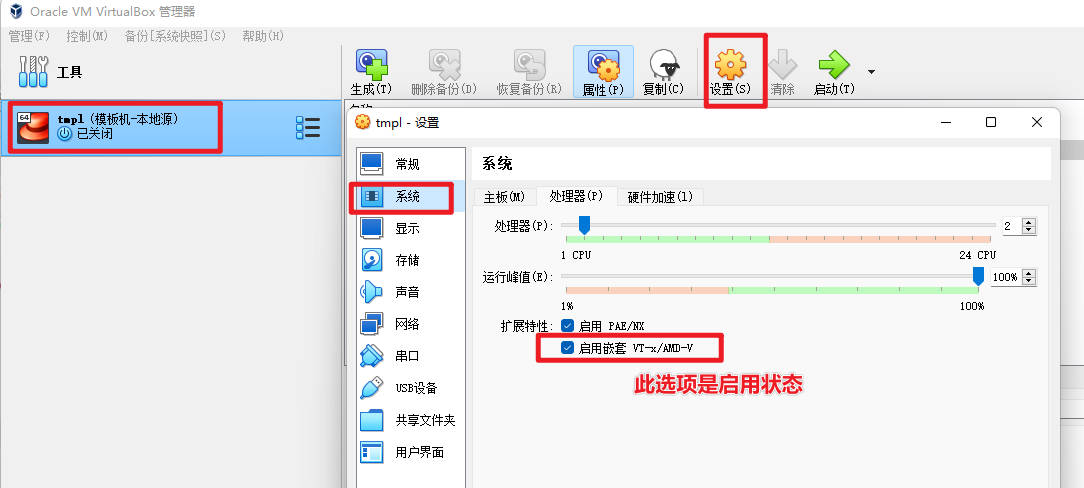 Oracle VM VirtualBox 管理器
管理(F) 控制(M) 备份[系统快照](S) 帮助(H)
工具
生成(T) 删除备份(D) 恢复备份(R) 属性(P) 复制(C) 设置(S) 清除 启动(T)
64
tmpl (模板机-本地源)
已关闭
tmpl - 设置
常规
系统
显示
存储
声音
网络
串口
USB设备
共享文件夹
用户界面
系统
主板(M) 处理器(P) 硬件加速(l)
处理器(P): 2
1 CPU 24 CPU
运行峰值(E): 100%
1% 100%
扩展特性: 启用 PAE/NX
启用嵌套 VT-x/AMD-V
此选项是启用状态